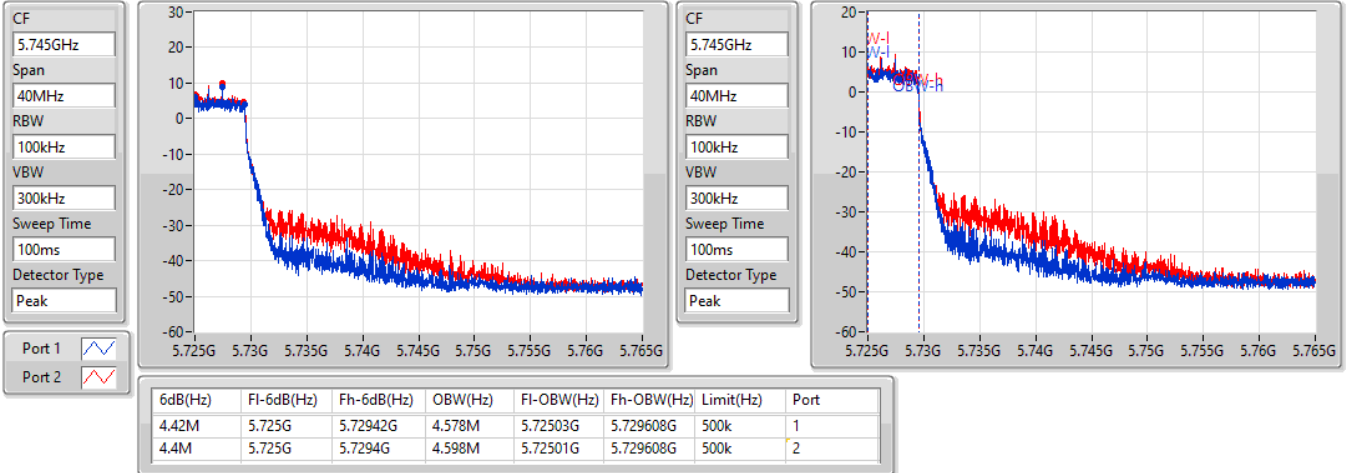 CF
5.745GHz
Span
40MHz
RBW
100kHz
VBW
300kHz
Sweep Time
100ms
Detector Type
Peak
Port 1
Port 2
30
20
10
0
-10
-20
-30
-40
-50
-60
5.725G 5.73G 5.735G 5.74G 5.745G 5.75G 5.755G 5.76G 5.765G
CF
5.745GHz
Span
40MHz
RBW
100kHz
VBW
300kHz
Sweep Time
100ms
Detector Type
Peak
20
10
0
-10
-20
-30
-40
-50
-60
W-l
W-l
W-h
OBW-h
5.725G 5.73G 5.735G 5.74G 5.745G 5.75G 5.755G 5.76G 5.765G
6dB(Hz) Fl-6dB(Hz) Fh-6dB(Hz) OBW(Hz) Fl-OBW(Hz) Fh-OBW(Hz) Limit(Hz) Port
4.42M 5.725G 5.72942G 4.578M 5.72503G 5.729608G 500k 1
4.4M 5.725G 5.7294G 4.598M 5.72501G 5.729608G 500k 2